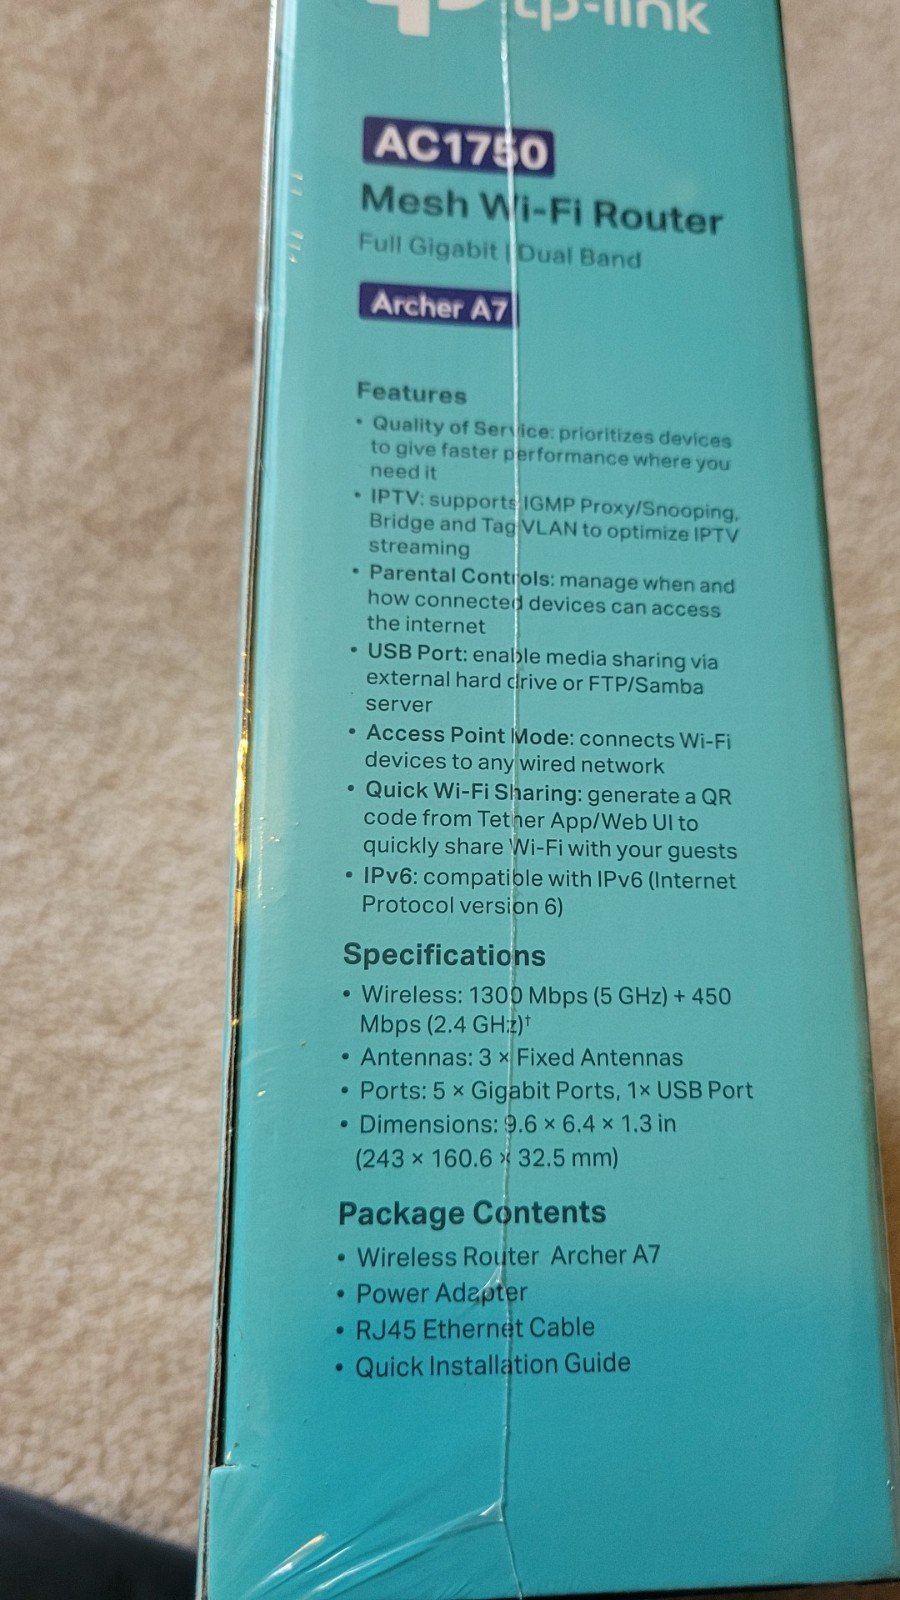 tp-link
AC1750
Mesh Wi-Fi Router
Full Gigabit | Dual Band
Archer A7
Features
• Quality of Service: prioritizes devices
to give faster performance where you
need it
• IPTV: supports IGMP Proxy/Snooping,
Bridge and Tag VLAN to optimize IPTV
streaming
• Parental Controls: manage when and
how connected devices can access
the internet
• USB Port: enable media sharing via
external hard drive or FTP/Samba
server
• Access Point Mode: connects Wi-Fi
devices to any wired network
• Quick Wi-Fi Sharing: generate a QR
code from Tether App/Web UI to
quickly share Wi-Fi with your guests
• IPv6: compatible with IPv6 (Internet
Protocol version 6)
Specifications
• Wireless: 1300 Mbps (5 GHz) + 450
Mbps (2.4 GHz)†
• Antennas: 3 × Fixed Antennas
• Ports: 5 × Gigabit Ports, 1× USB Port
• Dimensions: 9.6 × 6.4 × 1.3 in
(243 × 160.6 × 32.5 mm)
Package Contents
• Wireless Router Archer A7
• Power Adapter
• RJ45 Ethernet Cable
• Quick Installation Guide